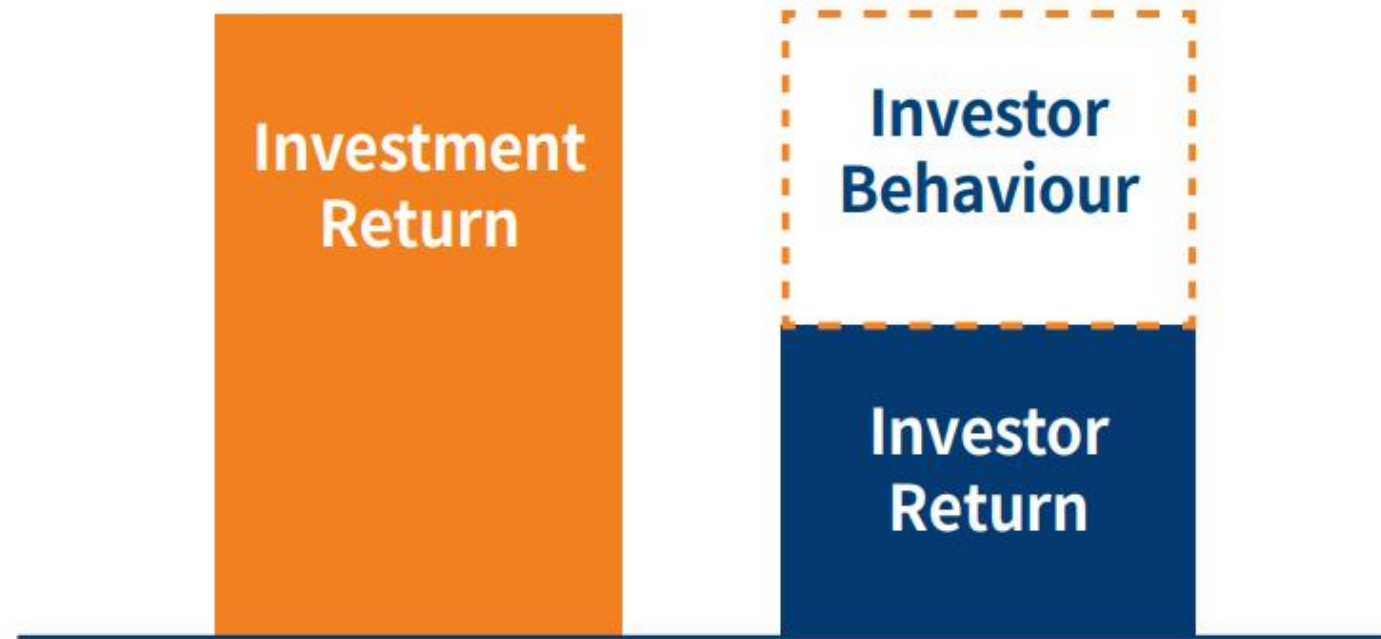 Investment
Return
Investor
Behaviour
Investor
Return